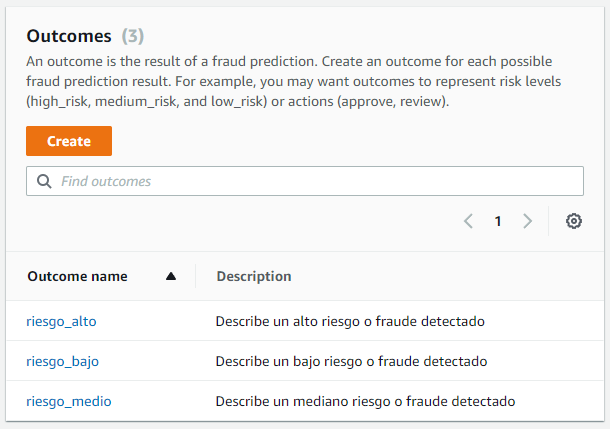 Outcomes (3)
An outcome is the result of a fraud prediction. Create an outcome for each possible
fraud prediction result. For example, you may want outcomes to represent risk levels
(high_risk, medium_risk, and low_risk) or actions (approve, review).
Create
Find outcomes
1
Outcome name Description
riesgo_alto Describe un alto riesgo o fraude detectado
riesgo_bajo Describe un bajo riesgo o fraude detectado
riesgo_medio Describe un mediano riesgo o fraude detectado